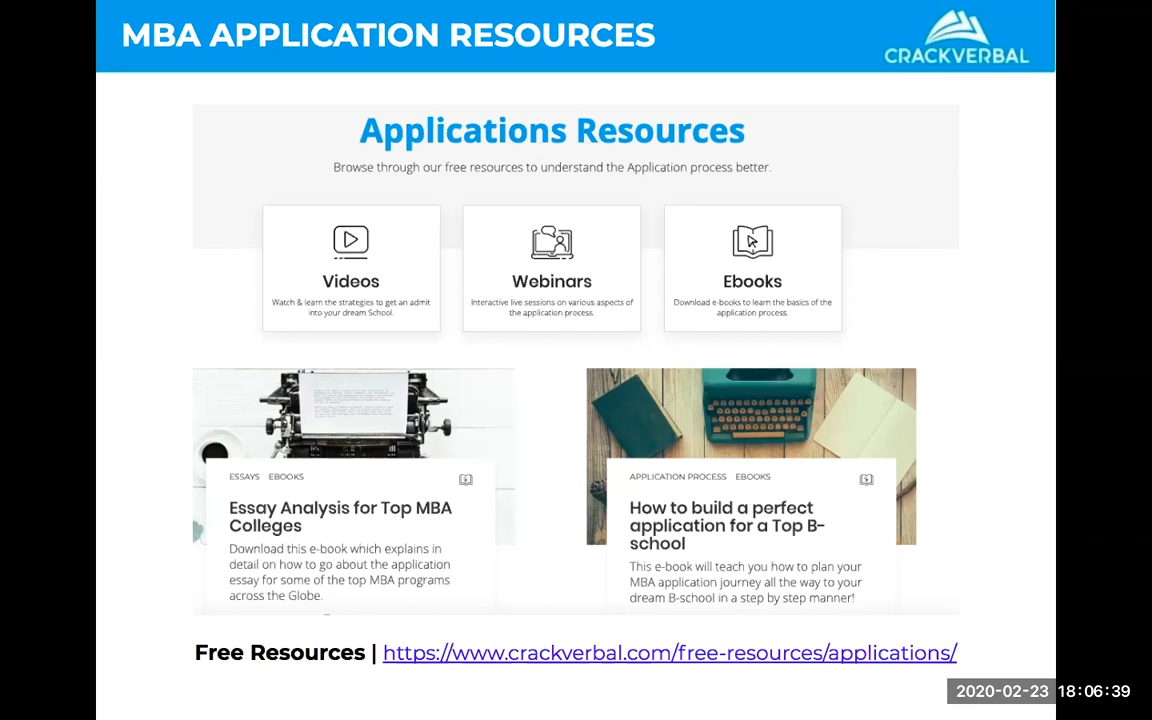 MBA APPLICATION RESOURCES
CRACKVERBAL
Applications Resources
Browse through our free resources to understand the Application process better.
Videos
Watch & learn the strategies to get an admit
into your dream School.
Webinars
Interactive live sessions on various aspects of
the application process.
Ebooks
Download e-books to learn the basics of the
application process.
ESSAYS EBOOKS
Essay Analysis for Top MBA
Colleges
Download this e-book which explains in
detail on how to go about the application
essay for some of the top MBA programs
across the Globe.
APPLICATION PROCESS EBOOKS
How to build a perfect
application for a Top B-
school
This e-book will teach you how to plan your
MBA application journey all the way to your
dream B-school in a step by step manner!
Free Resources | https://www.crackverbal.com/free-resources/applications/
2020-02-23 18:06:39